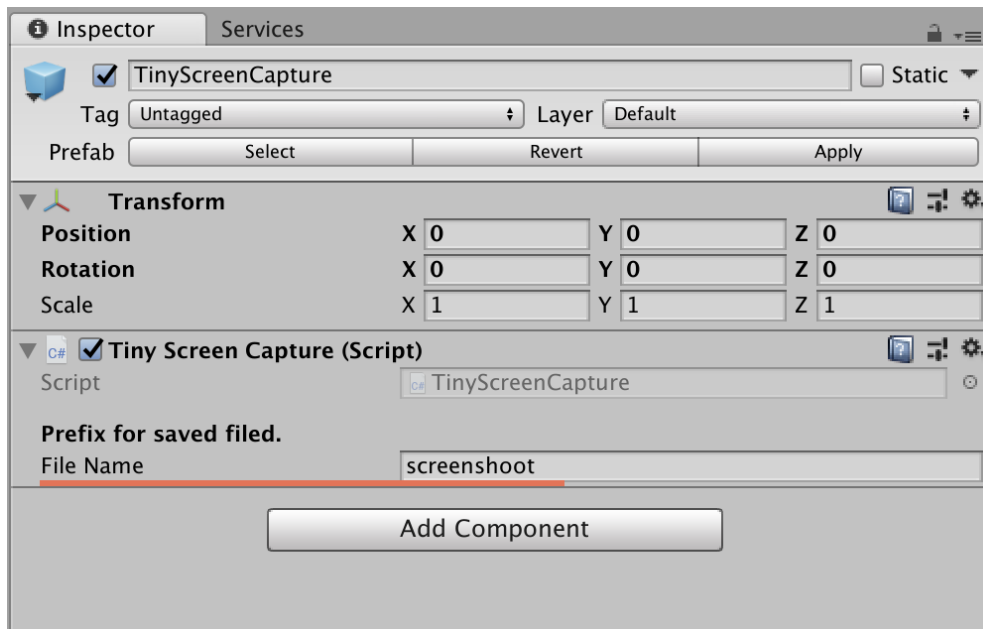 Inspector Services
TinyScreenCapture Static
Tag Untagged Layer Default
Prefab Select Revert Apply
Transform
Position X 0 Y 0 Z 0
Rotation X 0 Y 0 Z 0
Scale X 1 Y 1 Z 1
C# Tiny Screen Capture (Script)
Script C# TinyScreenCapture
Prefix for saved filed.
File Name screenshoot
Add Component